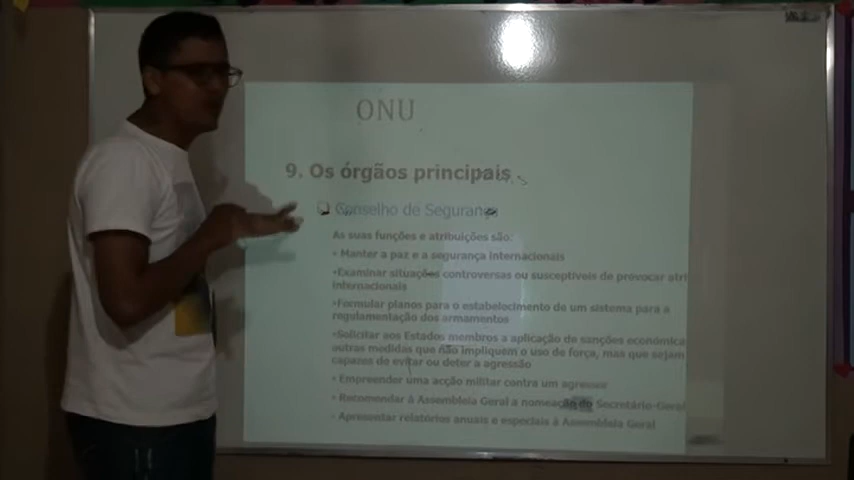 ONU
9. Os órgãos principais
Conselho de Segurança
As suas funções e atribuições são:
• Manter a paz e a segurança internacionais
•Examinar situações controversas ou susceptíveis de provocar atri
internacionais
•Formular planos para o estabelecimento de um sistema para a
regulamentação dos armamentos
•Solicitar aos Estados membros a aplicação de sanções económica
outras medidas que não impliquem o uso de força, mas que sejam
capazes de evitar ou deter a agressão
• Empreender uma acção militar contra um agressor
• Recomendar à Assembleia Geral a nomeação do Secretário-Geral
• Apresentar relatórios anuais e especiais à Assembleia Geral